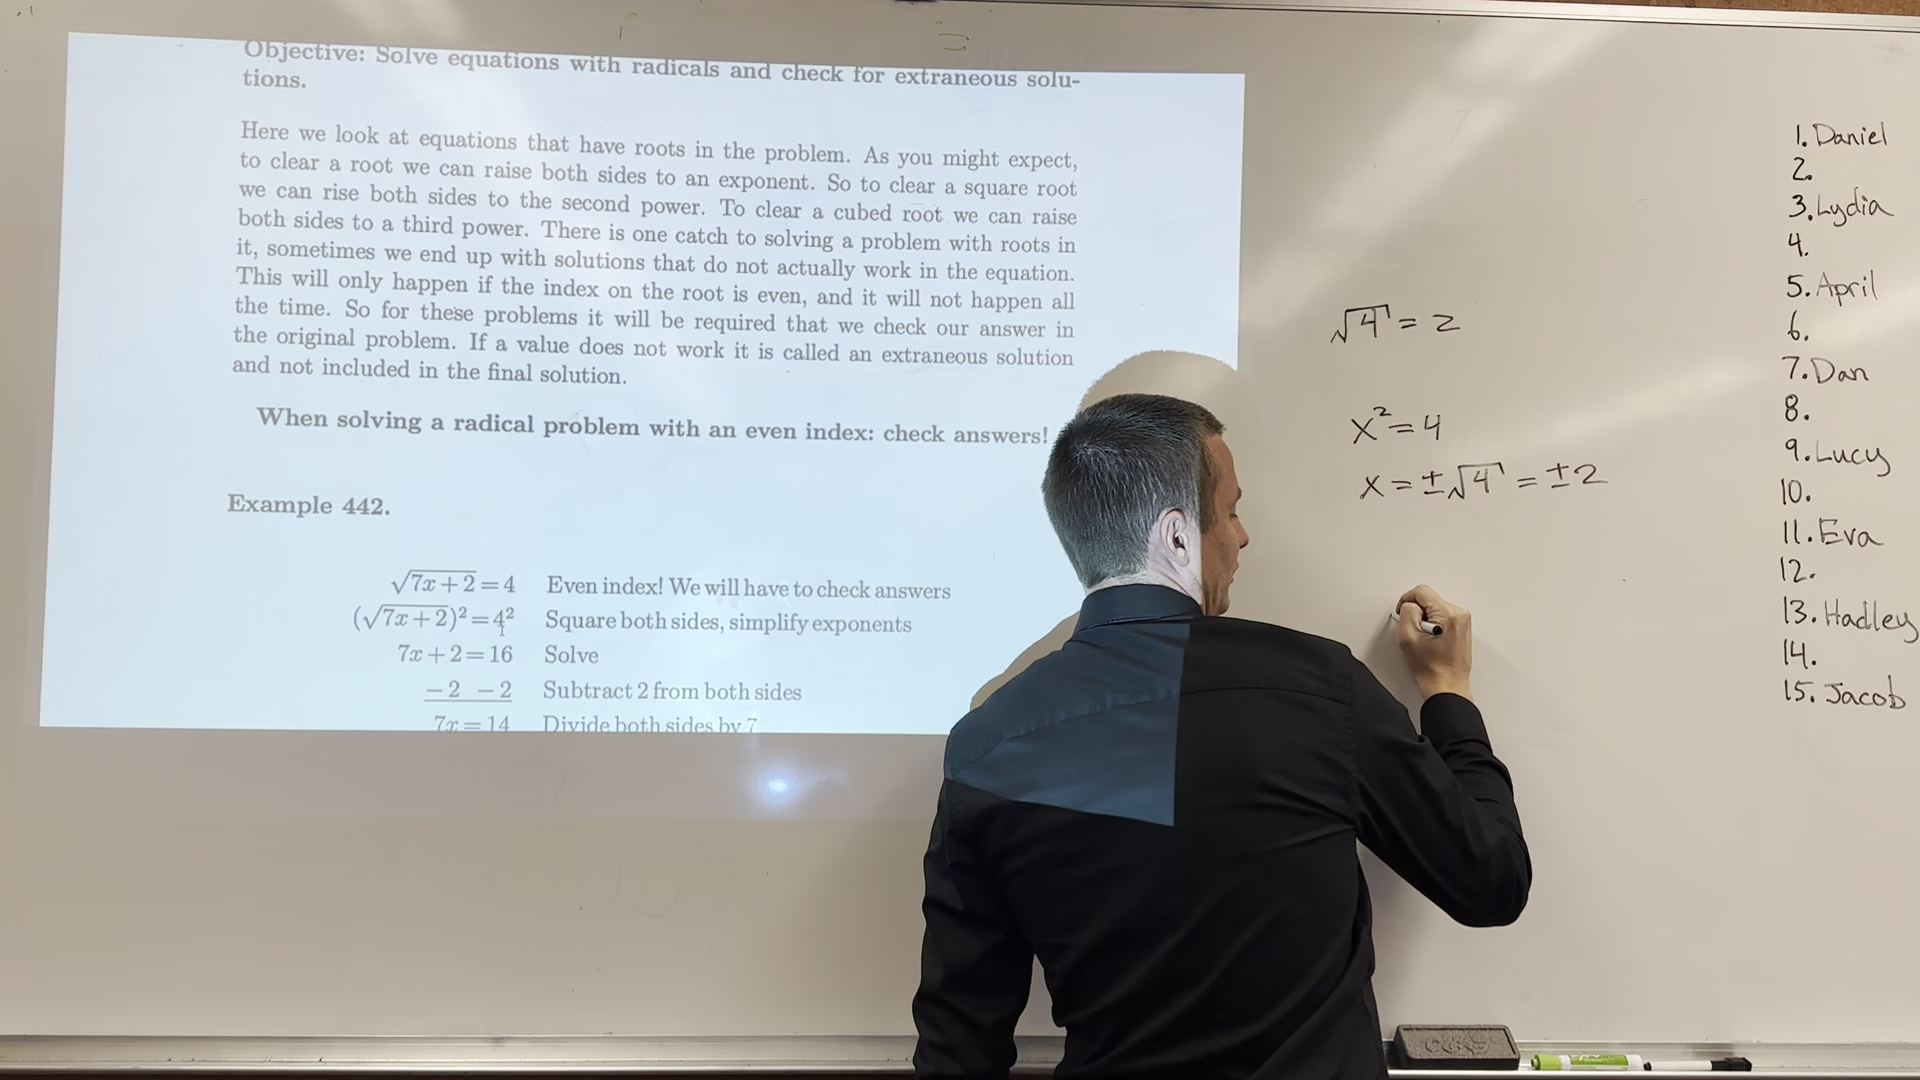 Objective: Solve equations with radicals and check for extraneous solu-
tions.
Here we look at equations that have roots in the problem. As you might expect,
to clear a root we can raise both sides to an exponent. So to clear a square root
we can rise both sides to the second power. To clear a cubed root we can raise
both sides to a third power. There is one catch to solving a problem with roots in
it, sometimes we end up with solutions that do not actually work in the equation.
This will only happen if the index on the root is even, and it will not happen all
the time. So for these problems it will be required that we check our answer in
the original problem. If a value does not work it is called an extraneous solution
and not included in the final solution.
When solving a radical problem with an even index: check answers!
Example 442.
√(7x+2) = 4 Even index! We will have to check answers
(√(7x+2))² = 4² Square both sides, simplify exponents
7x+2=16 Solve
−2 −2 Subtract 2 from both sides
7x=14 Divide both sides by 7
√4 = 2
x² = 4
x = ±√4 = ±2
1. Daniel
2.
3. Lydia
4.
5. April
6.
7. Dan
8.
9. Lucy
10.
11. Eva
12.
13. Hadley
14.
15. Jacob